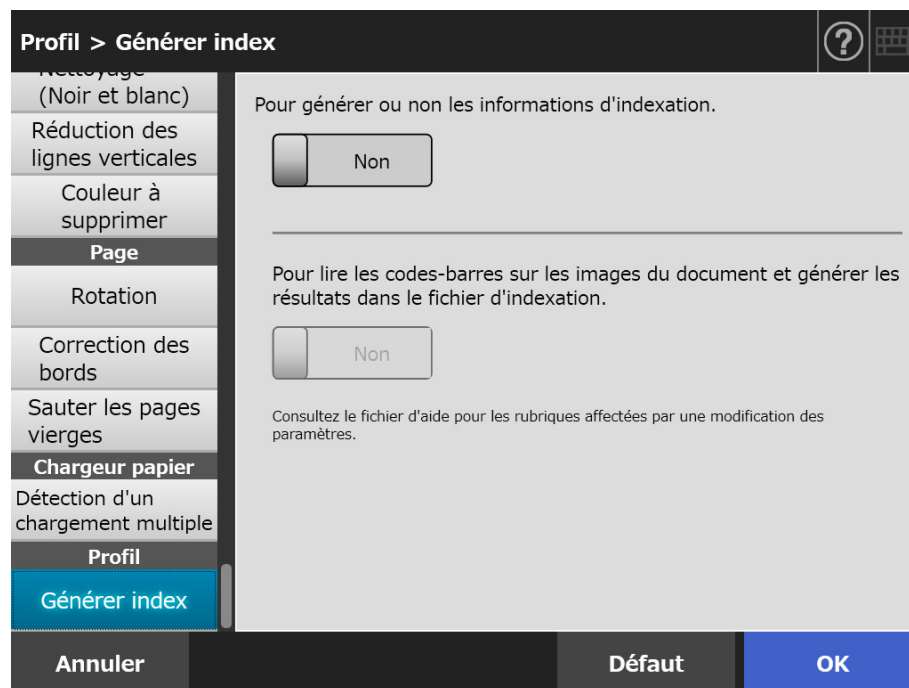 Profil > Générer index
?
Nettoyage
(Noir et blanc)
Réduction des
lignes verticales
Couleur à
supprimer
Page
Rotation
Correction des
bords
Sauter les pages
vierges
Chargeur papier
Détection d'un
chargement multiple
Profil
Générer index
Pour générer ou non les informations d'indexation.
Non
Pour lire les codes-barres sur les images du document et générer les
résultats dans le fichier d'indexation.
Non
Consultez le fichier d'aide pour les rubriques affectées par une modification des
paramètres.
Annuler
Défaut
OK